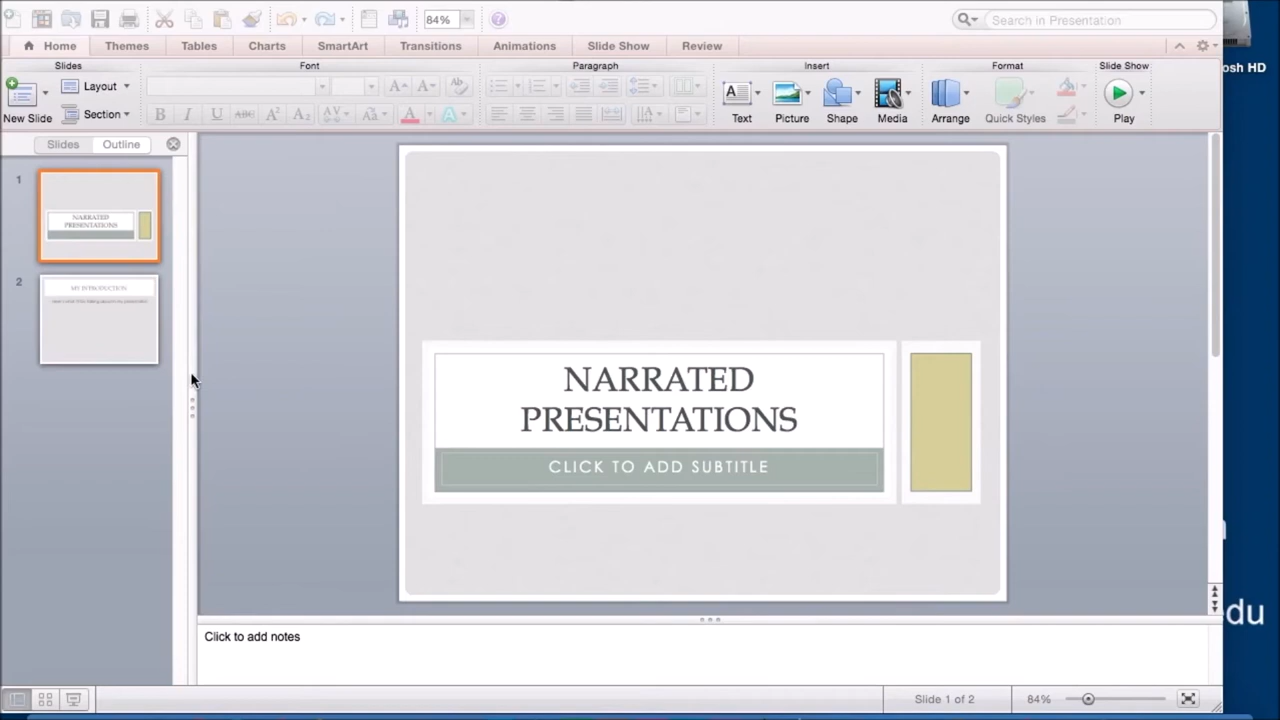 84%
Search in Presentation
Home Themes Tables Charts SmartArt Transitions Animations Slide Show Review
Slides Font Paragraph Insert Format Slide Show
osh HD
Layout
Section
New Slide
Text Picture Shape Media Arrange Quick Styles Play
Slides Outline
1
NARRATED
PRESENTATIONS
2
MY INTRODUCTION
NARRATED
PRESENTATIONS
CLICK TO ADD SUBTITLE
du
Click to add notes
Slide 1 of 2 84%